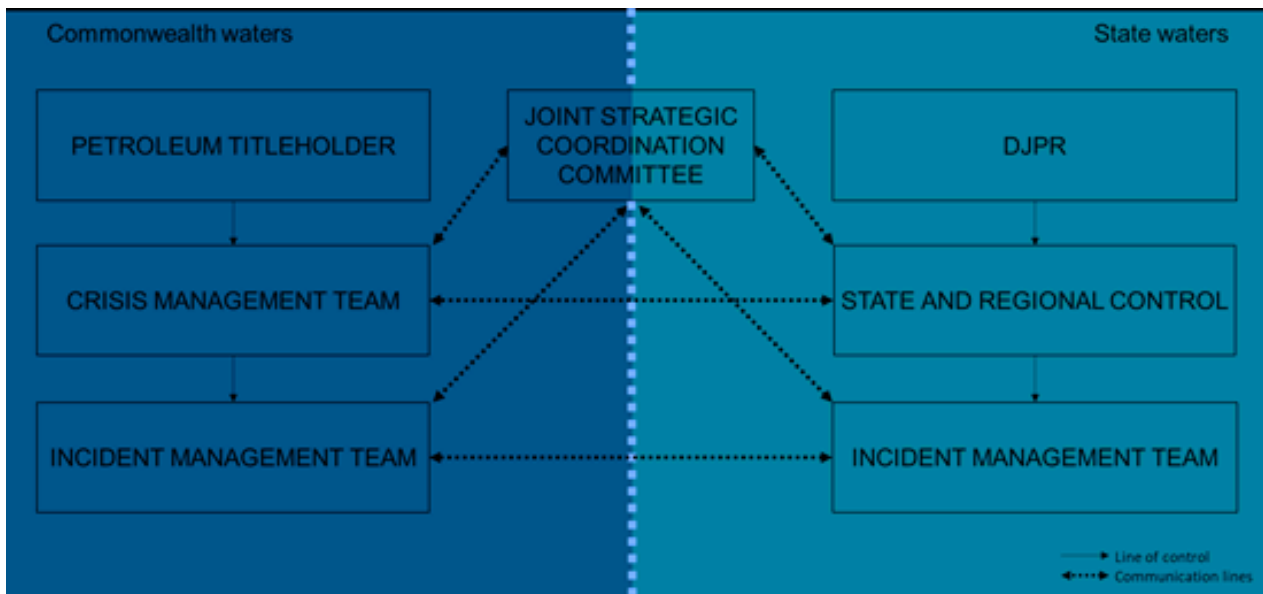 Commonwealth waters
State waters
PETROLEUM TITLEHOLDER
JOINT STRATEGIC
COORDINATION
COMMITTEE
DJPR
CRISIS MANAGEMENT TEAM
STATE AND REGIONAL CONTROL
INCIDENT MANAGEMENT TEAM
INCIDENT MANAGEMENT TEAM
Line of control
Communication lines